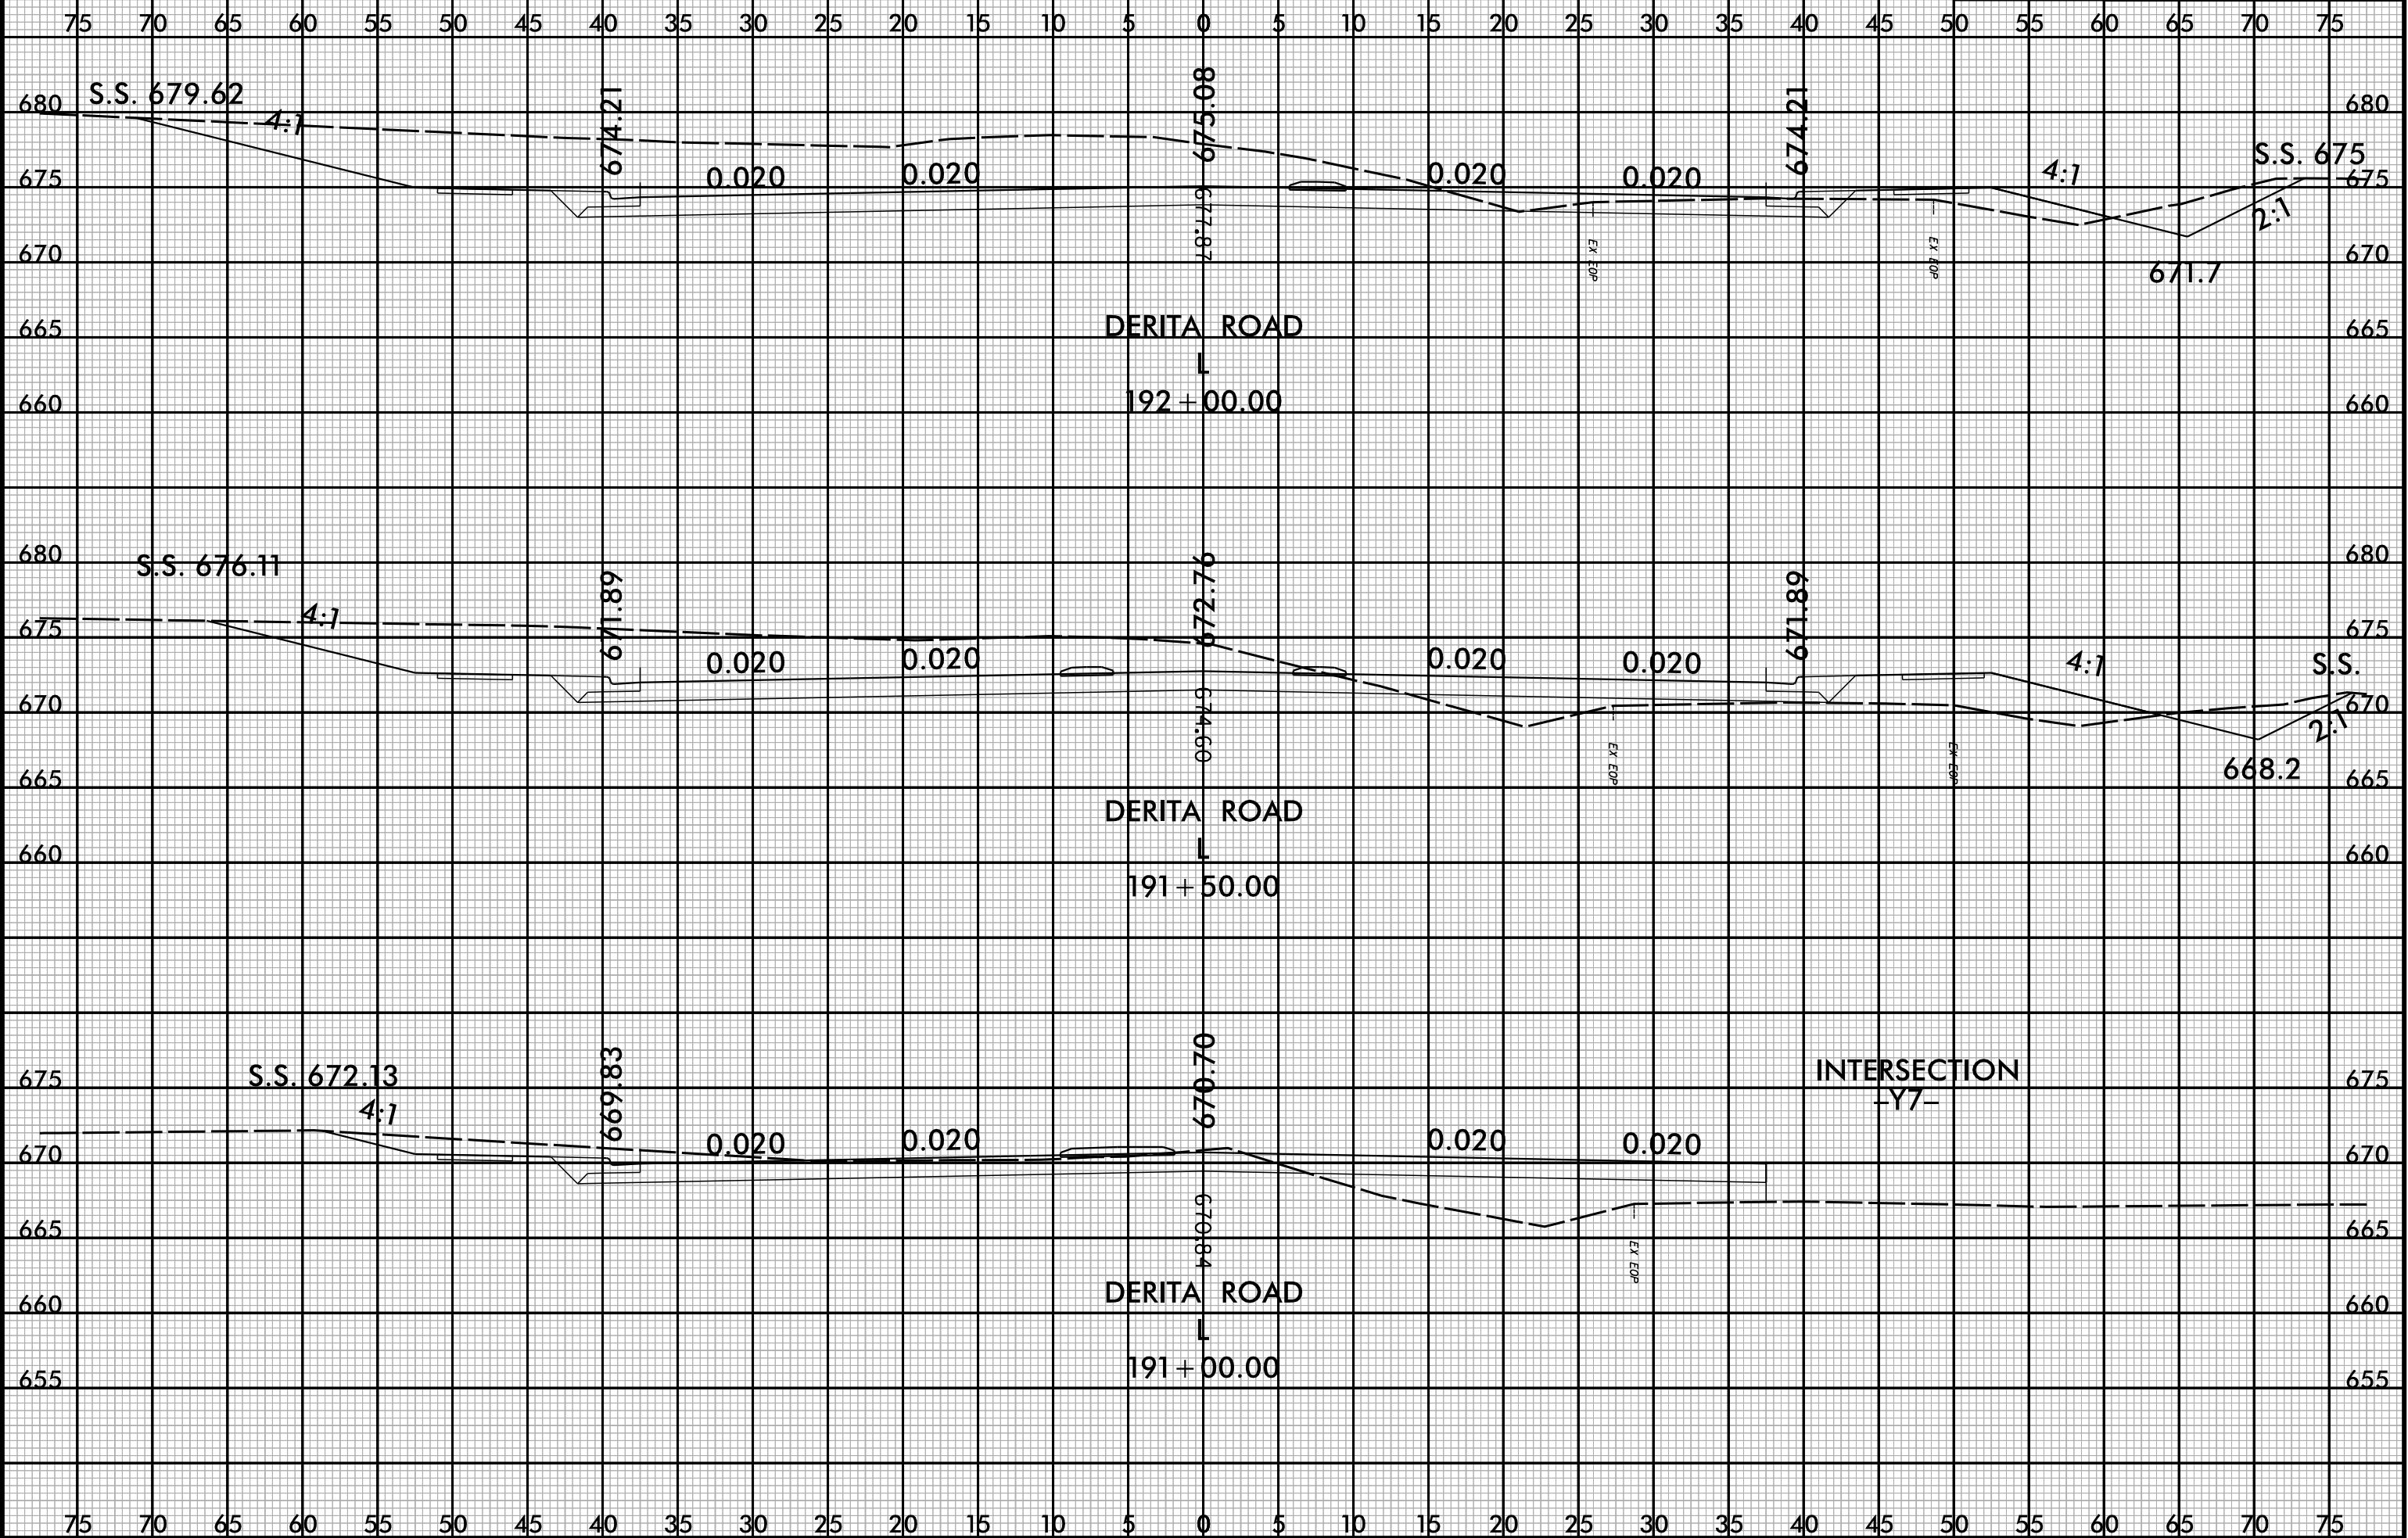 75 70 65 60 55 50 45 40 35 30 25 20 15 10 5 0 5 10 15 20 25 30 35 40 45 50 55 60 65 70 75
S.S. 679.62
4:1
674.21
675.08
674.21
680 680
0.020 0.020 0.020 0.020
4:1
S.S. 675
675 675
677.87
2:1
EX EOP
EX EOP
670 670
671.7
DERITA ROAD
665 665
L
192+00.00
660 660
680 680
S.S. 676.11
4:1
671.89
672.76
671.89
675 675
0.020 0.020 0.020 0.020
4:1
S.S.
670 670
674.60
2:1
EX EOP
EX EOP
665 665
668.2
DERITA ROAD
L
660 660
191+50.00
675 675
S.S. 672.13
4:1
669.83
670.70
INTERSECTION
-Y7-
0.020 0.020 0.020 0.020
670 670
670.84
665 665
EX EOP
DERITA ROAD
660 660
L
191+00.00
655 655
75 70 65 60 55 50 45 40 35 30 25 20 15 10 5 0 5 10 15 20 25 30 35 40 45 50 55 60 65 70 75